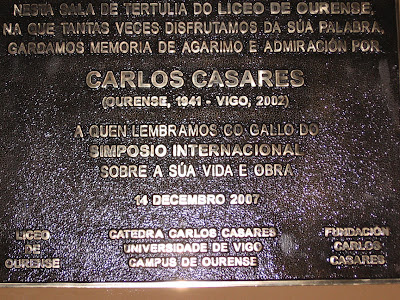 NESTA SALA DE TERTULIA DO LICEO DE OURENSE,
NA QUE TANTAS VECES DISFRUTAMOS DA SÚA PALABRA,
GARDAMOS MEMORIA DE AGARIMO E ADMIRACIÓN POR
CARLOS CASARES
(OURENSE, 1941 - VIGO, 2002)
A QUEN LEMBRAMOS CO GALLO DO
SIMPOSIO INTERNACIONAL
SOBRE A SÚA VIDA E OBRA
14 DECEMBRO 2007
LICEO
DE
OURENSE
CATEDRA CARLOS CASARES
UNIVERSIDADE DE VIGO
CAMPUS DE OURENSE
FUNDACIÓN
CARLOS
CASARES